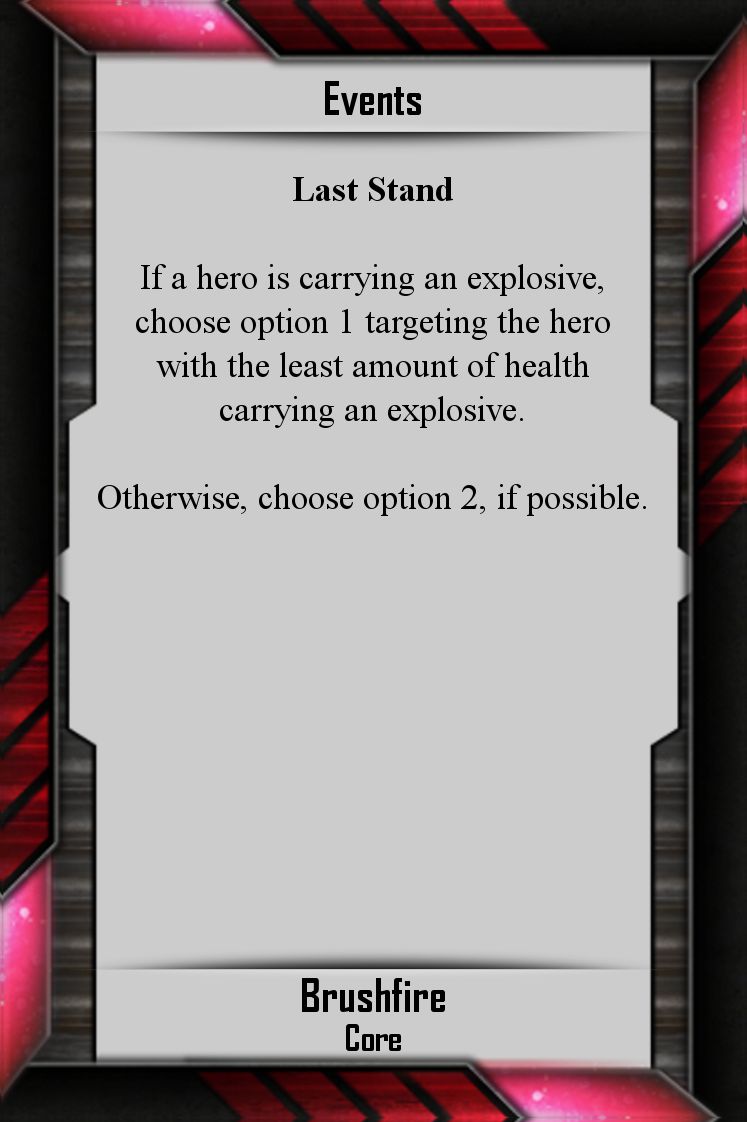 Events
Last Stand
If a hero is carrying an explosive,
choose option 1 targeting the hero
with the least amount of health
carrying an explosive.
Otherwise, choose option 2, if possible.
Brushfire
Core